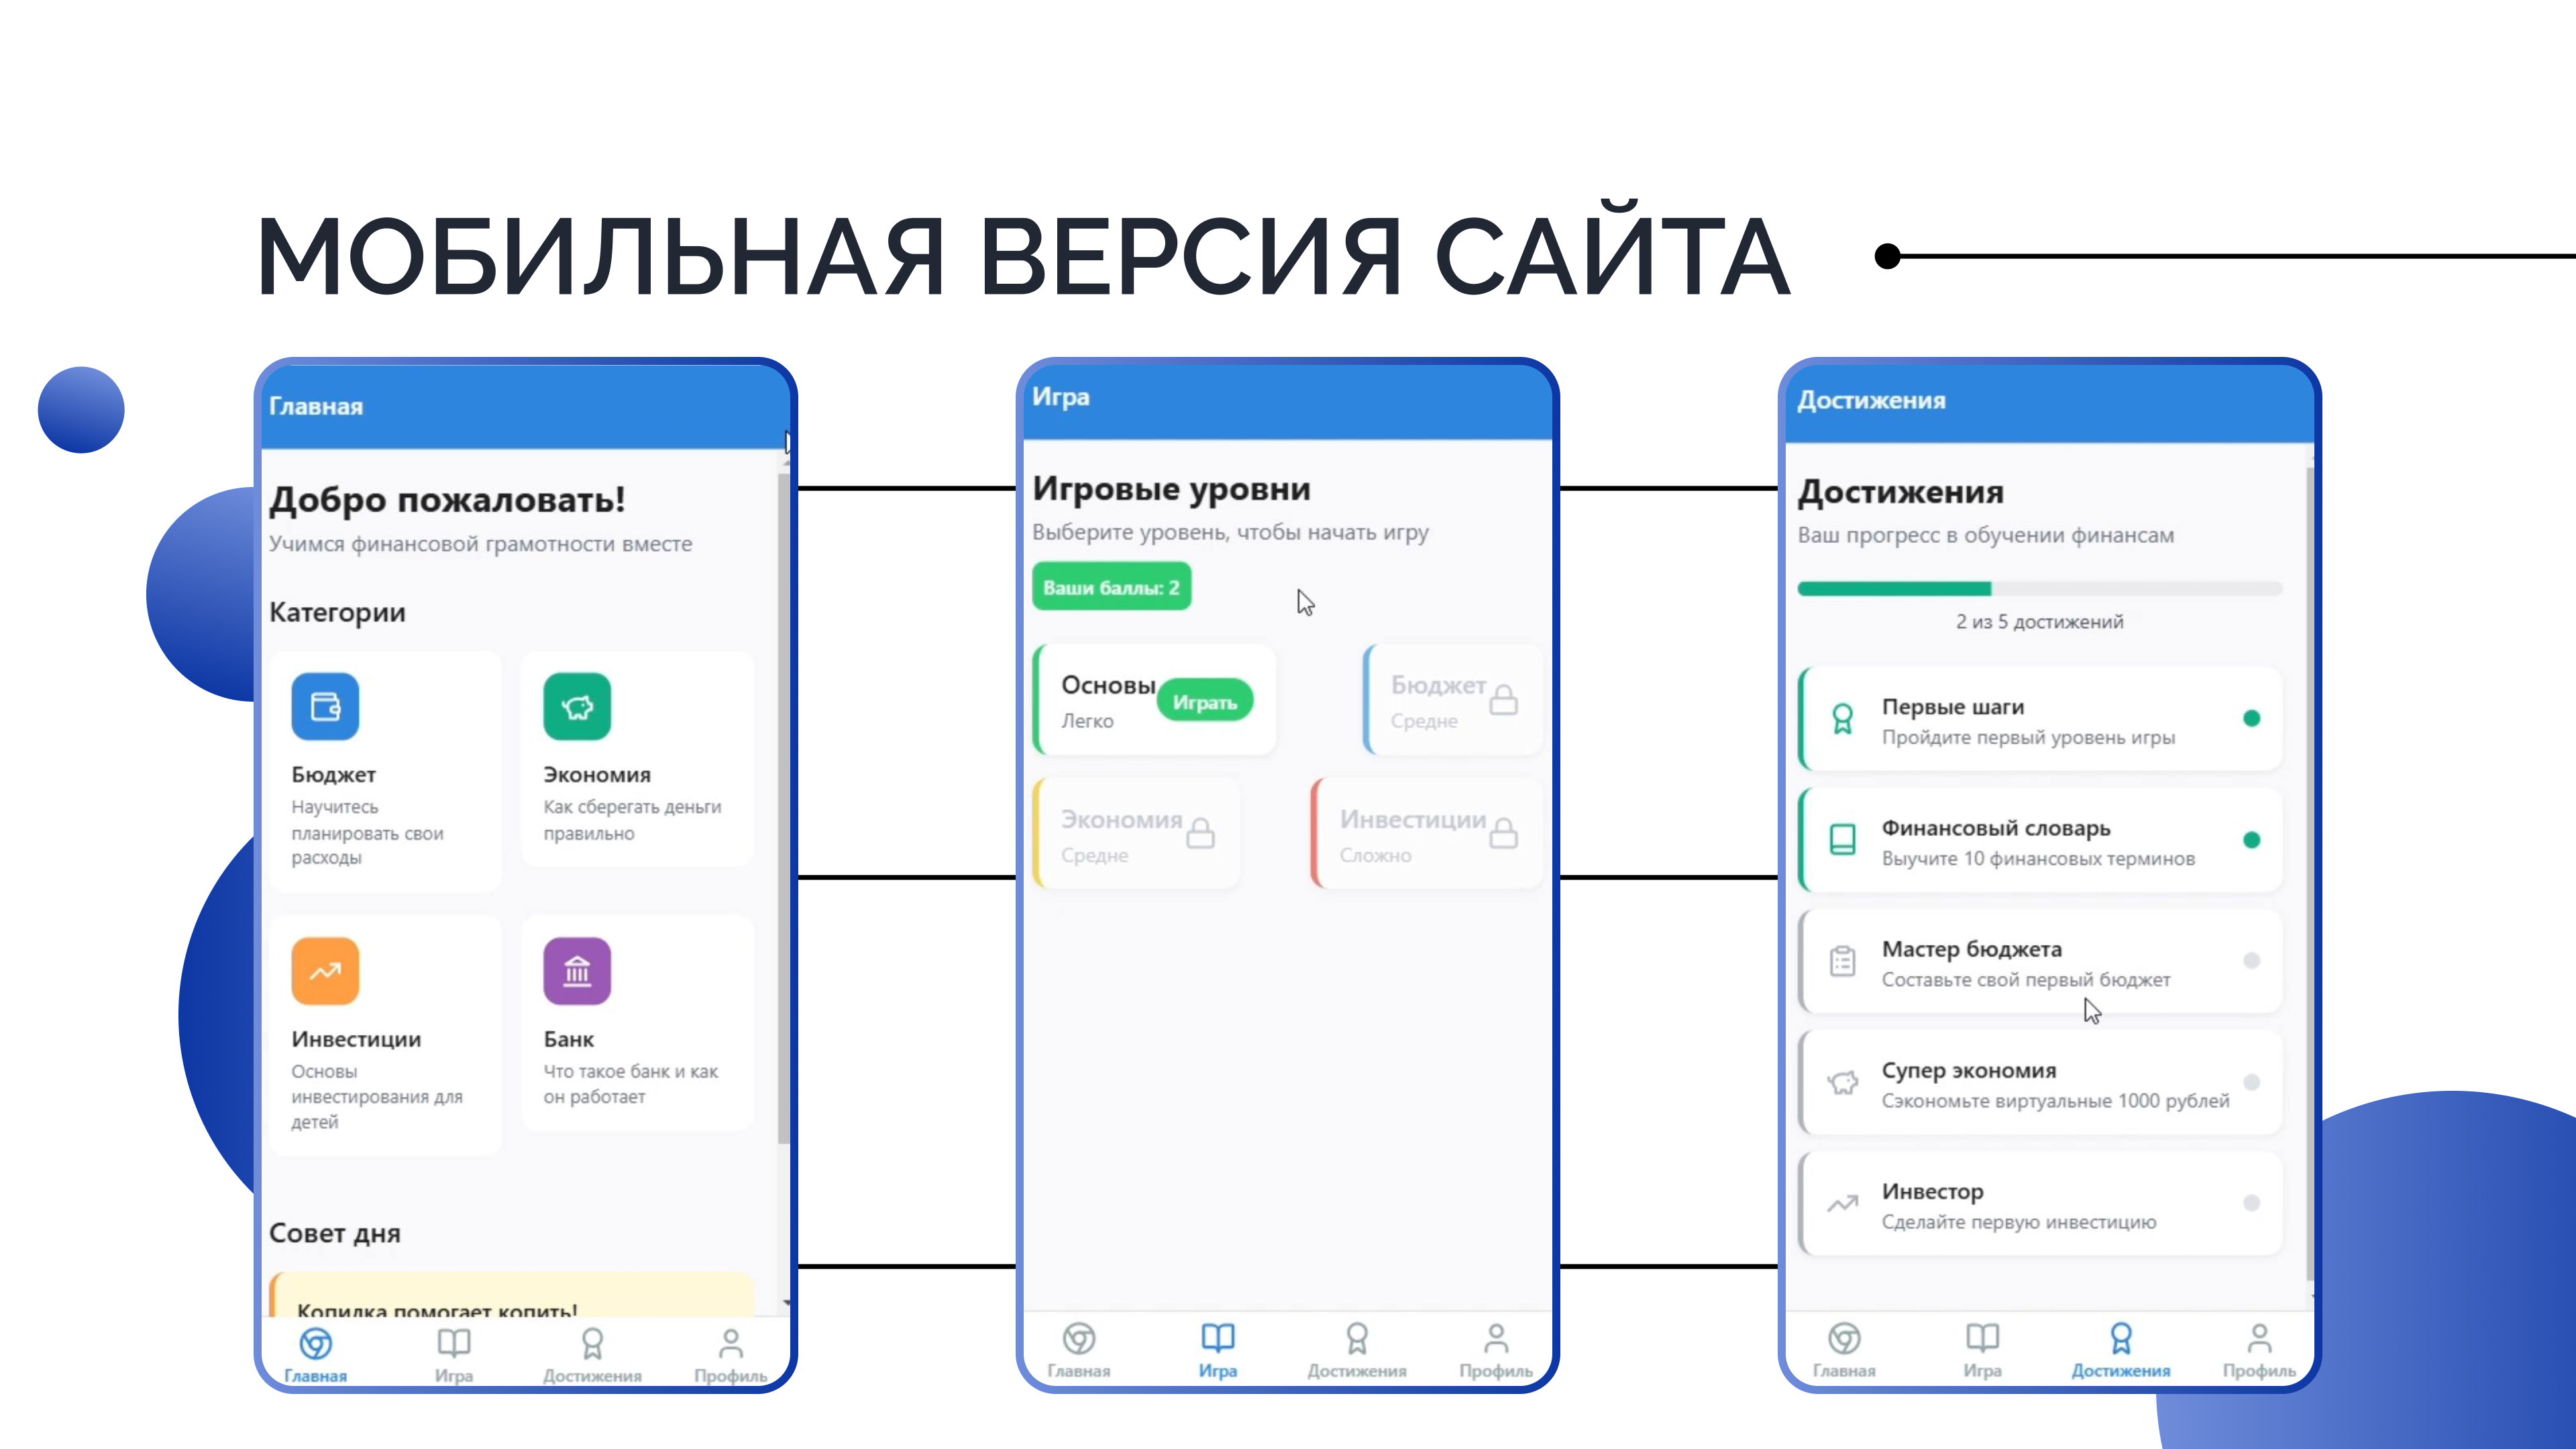 МОБИЛЬНАЯ ВЕРСИЯ САЙТА
Главная
Добро пожаловать!
Учимся финансовой грамотности вместе
Категории
Бюджет
Научитесь
планировать свои
расходы
Экономия
Как сберегать деньги
правильно
Инвестиции
Основы
инвестирования для
детей
Банк
Что такое банк и как
он работает
Совет дня
Копилка помогает копить!
Главная
Игра
Достижения
Профиль
Игра
Игровые уровни
Выберите уровень, чтобы начать игру
Ваши баллы: 2
Основы
Легко
Играть
Бюджет
Средне
Экономия
Средне
Инвестиции
Сложно
Главная
Игра
Достижения
Профиль
Достижения
Достижения
Ваш прогресс в обучении финансам
2 из 5 достижений
Первые шаги
Пройдите первый уровень игры
Финансовый словарь
Выучите 10 финансовых терминов
Мастер бюджета
Составьте свой первый бюджет
Супер экономия
Сэкономьте виртуальные 1000 рублей
Инвестор
Сделайте первую инвестицию
Главная
Игра
Достижения
Профиль